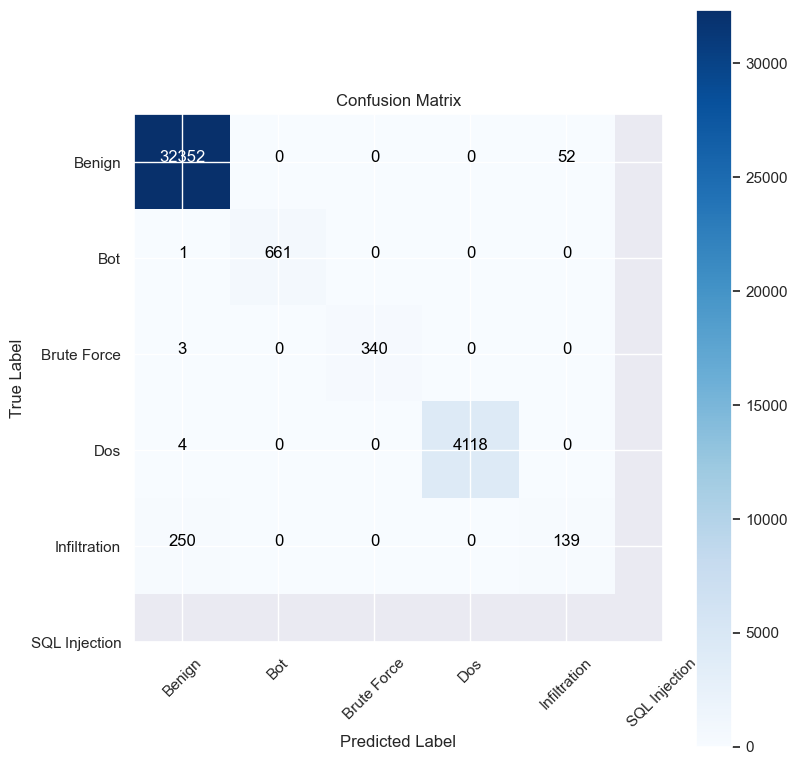 Confusion Matrix
True Label
Benign 32352 0 0 0 52
Bot 1 661 0 0 0
Brute Force 3 0 340 0 0
Dos 4 0 0 4118 0
Infiltration 250 0 0 0 139
SQL Injection
Benign Bot Brute Force Dos Infiltration SQL Injection
Predicted Label
30000
25000
20000
15000
10000
5000
0